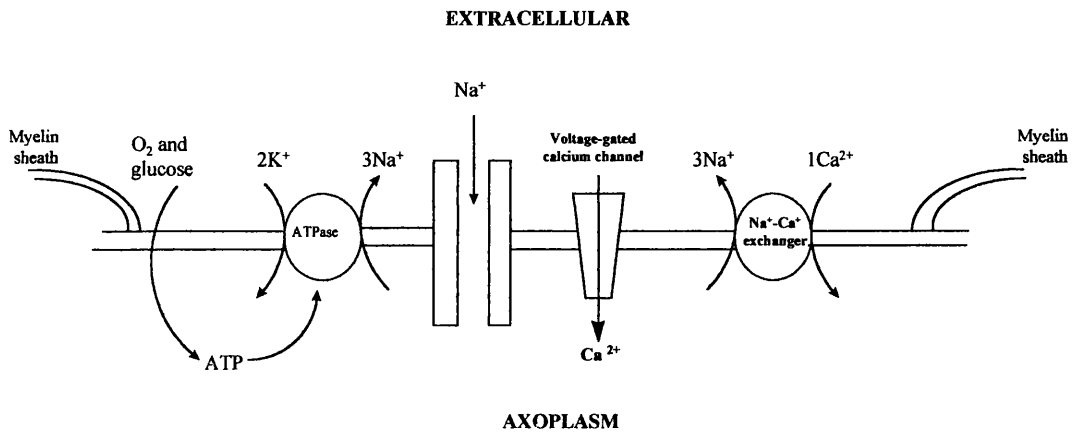 EXTRACELLULAR
Na⁺
Myelin
sheath
O₂ and
glucose
2K⁺
3Na⁺
Voltage-gated
calcium channel
3Na⁺
1Ca²⁺
Myelin
sheath
ATPase
Na⁺-Ca⁺
exchanger
ATP
Ca ²⁺
AXOPLASM